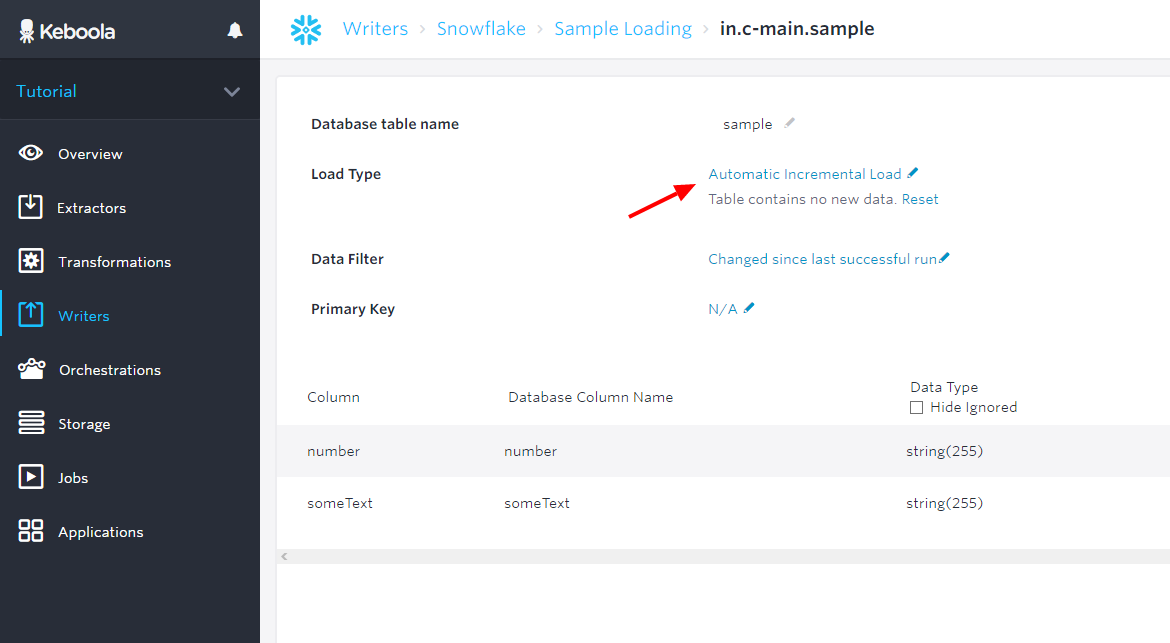 Keboola
Writers › Snowflake › Sample Loading › in.c-main.sample
Tutorial
Overview
Extractors
Transformations
Writers
Orchestrations
Storage
Jobs
Applications
Database table name sample
Load Type Automatic Incremental Load
Table contains no new data. Reset
Data Filter Changed since last successful run
Primary Key N/A
Column Database Column Name Data Type
Hide Ignored
number number string(255)
someText someText string(255)